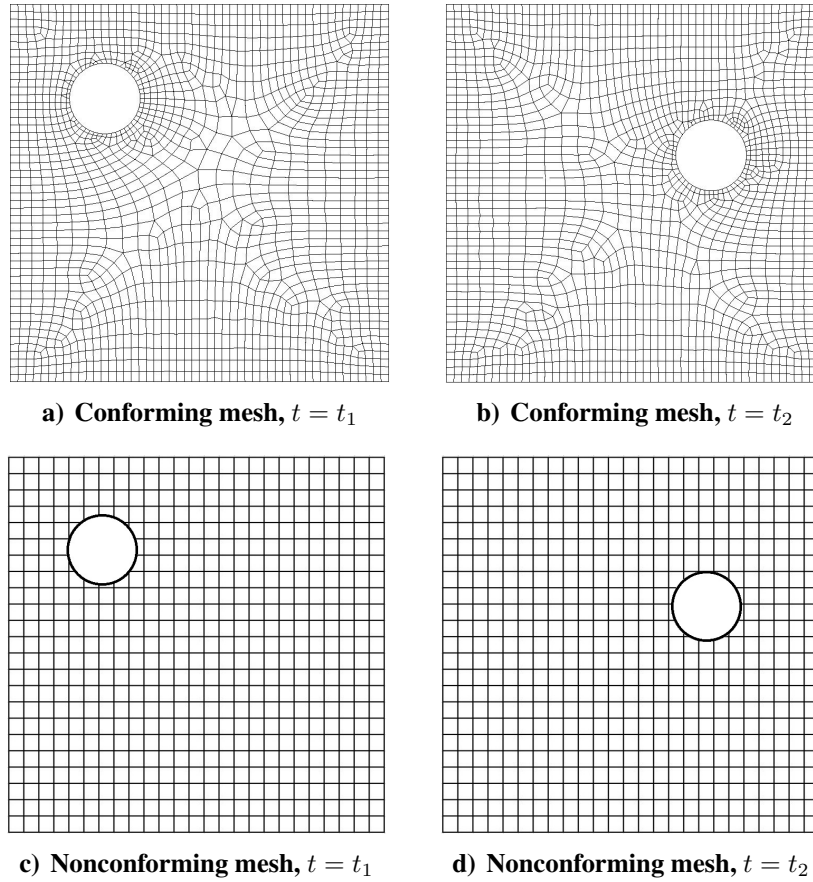 a) Conforming mesh, t = t₁
b) Conforming mesh, t = t₂
c) Nonconforming mesh, t = t₁
d) Nonconforming mesh, t = t₂